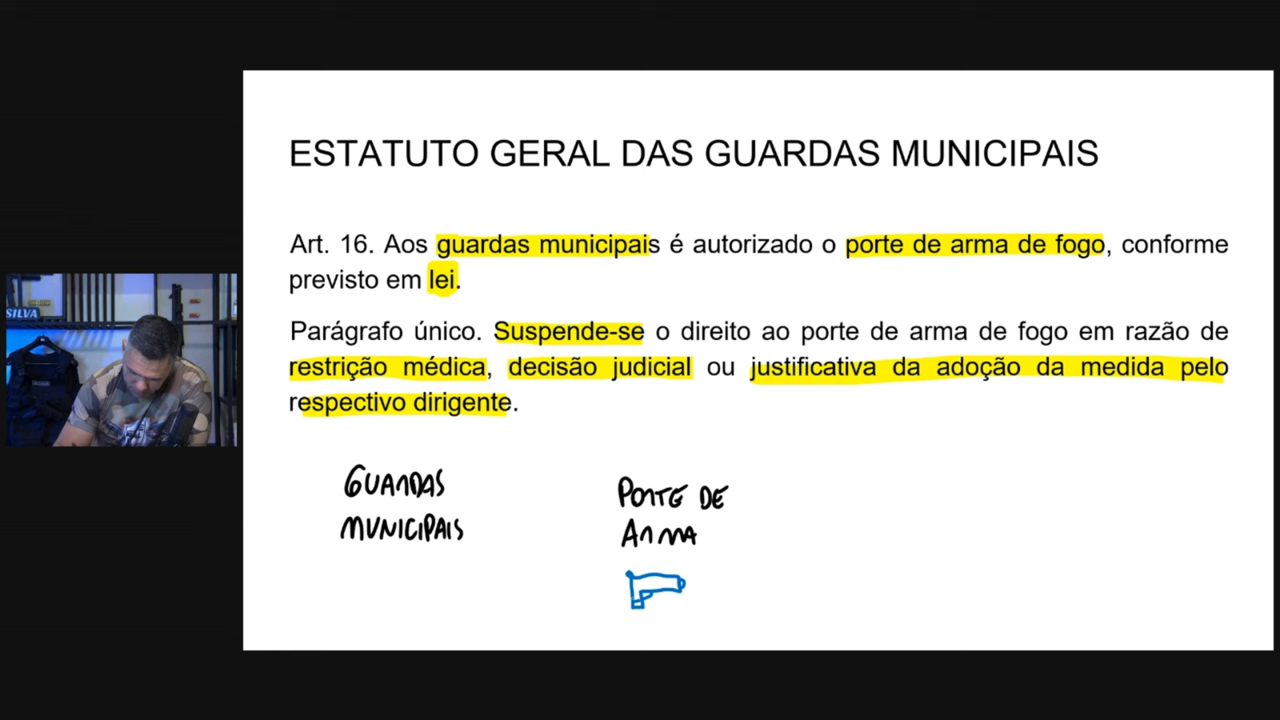 ESTATUTO GERAL DAS GUARDAS MUNICIPAIS
Art. 16. Aos guardas municipais é autorizado o porte de arma de fogo, conforme
previsto em lei.
Parágrafo único. Suspende-se o direito ao porte de arma de fogo em razão de
restrição médica, decisão judicial ou justificativa da adoção da medida pelo
respectivo dirigente.
SILVA
GUARDAS
MUNICIPAIS
PORTE DE
ARMA